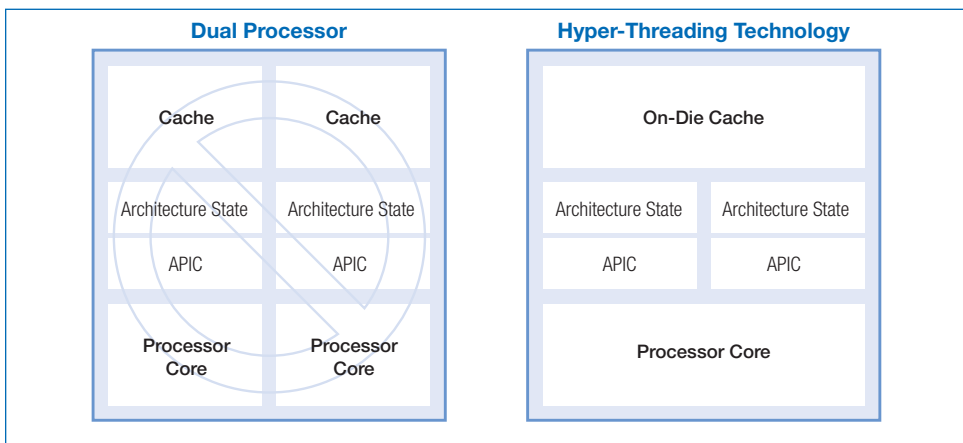 Dual Processor
Cache
Cache
Architecture State
Architecture State
APIC
APIC
Processor
Core
Processor
Core
Hyper-Threading Technology
On-Die Cache
Architecture State
Architecture State
APIC
APIC
Processor Core